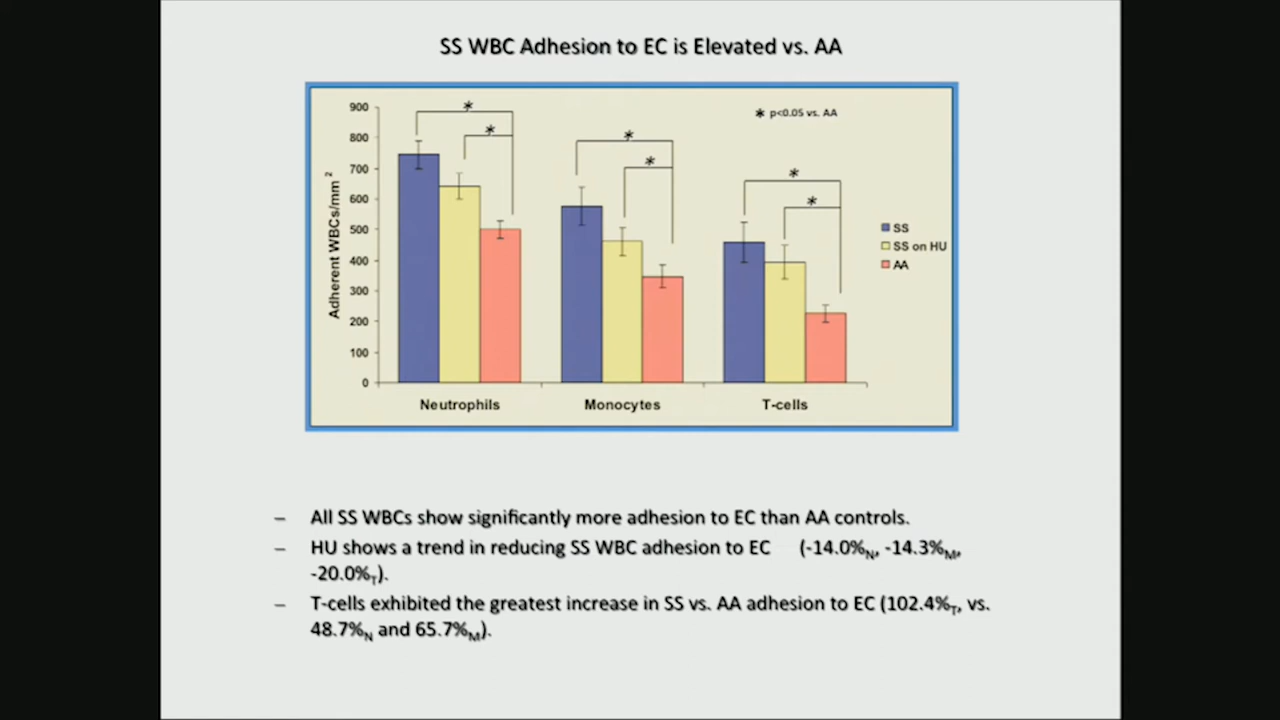 SS WBC Adhesion to EC is Elevated vs. AA
900
800
700
600
500
400
300
200
100
0
Adherent WBCs/mm²
* p<0.05 vs. AA
*
*
*
*
*
*
SS
SS on HU
AA
Neutrophils
Monocytes
T-cells
– All SS WBCs show significantly more adhesion to EC than AA controls.
– HU shows a trend in reducing SS WBC adhesion to EC (-14.0%N, -14.3%M,
-20.0%T).
– T-cells exhibited the greatest increase in SS vs. AA adhesion to EC (102.4%T, vs.
48.7%N and 65.7%M).